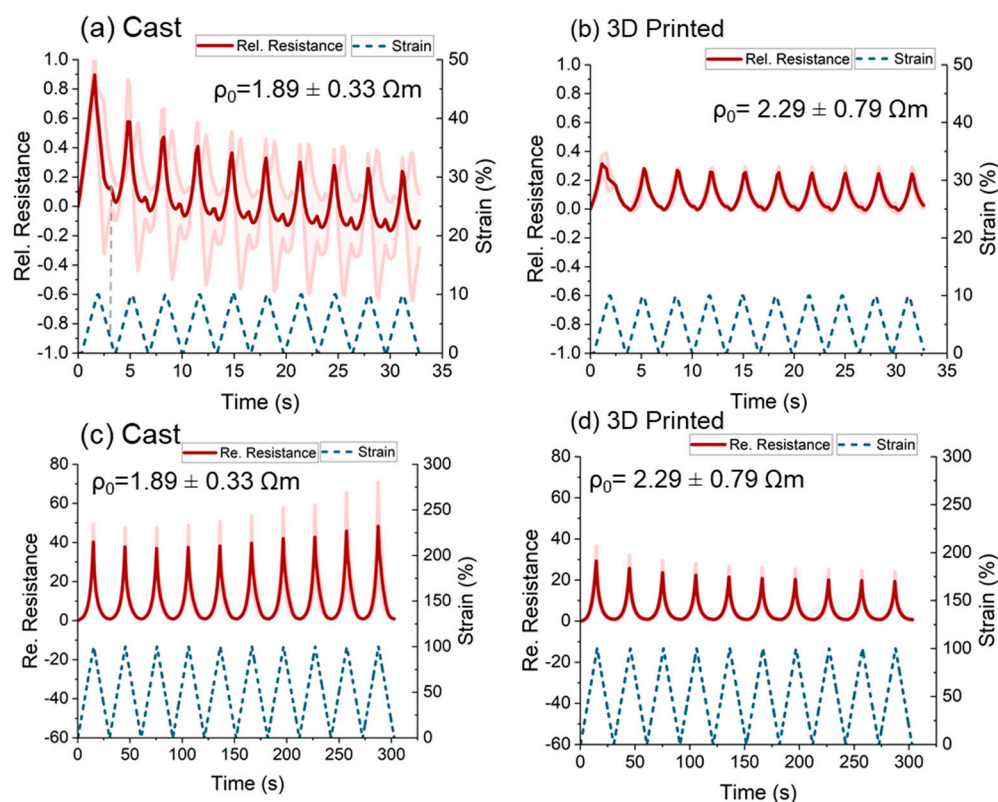 (a) Cast
Rel. Resistance
Strain
ρ₀=1.89 ± 0.33 Ωm
1.0
0.8
0.6
0.4
0.2
0.0
-0.2
-0.4
-0.6
-0.8
-1.0
Rel. Resistance
50
40
30
20
10
0
Strain (%)
0 5 10 15 20 25 30 35
Time (s)
(b) 3D Printed
Rel. Resistance
Strain
ρ₀= 2.29 ± 0.79 Ωm
1.0
0.8
0.6
0.4
0.2
0.0
-0.2
-0.4
-0.6
-0.8
-1.0
Rel. Resistance
50
40
30
20
10
0
Strain (%)
0 5 10 15 20 25 30 35
Time (s)
(c) Cast
Re. Resistance
Strain
ρ₀=1.89 ± 0.33 Ωm
80
60
40
20
0
-20
-40
-60
Re. Resistance
300
250
200
150
100
50
0
Strain (%)
0 50 100 150 200 250 300
Time (s)
(d) 3D Printed
Re. Resistance
Strain
ρ₀= 2.29 ± 0.79 Ωm
80
60
40
20
0
-20
-40
-60
Re. Resistance
300
250
200
150
100
50
0
Strain (%)
0 50 100 150 200 250 300
Time (s)